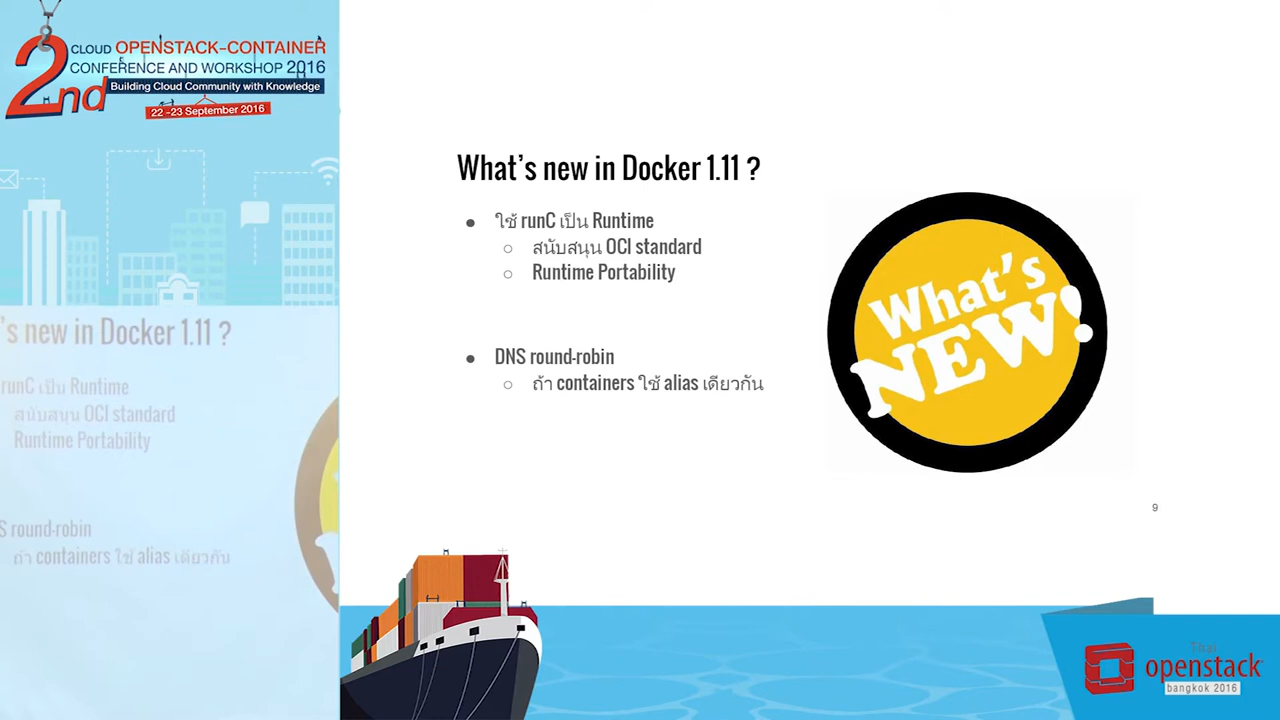 2nd
CLOUD OPENSTACK-CONTAINER
CONFERENCE AND WORKSHOP 2016
Building Cloud Community with Knowledge
22 -23 September 2016
What's new in Docker 1.11 ?
● ใช้ runC เป็น Runtime
○ สนับสนุน OCI standard
○ Runtime Portability
● DNS round-robin
○ ถ้า containers ใช้ alias เดียวกัน
What's
NEW!
9
's new in Docker 1.11 ?
runC เป็น Runtime
สนับสนุน OCI standard
Runtime Portability
S round-robin
ถ้า containers ใช้ alias เดียวกัน
Thai
openstack
bangkok 2016